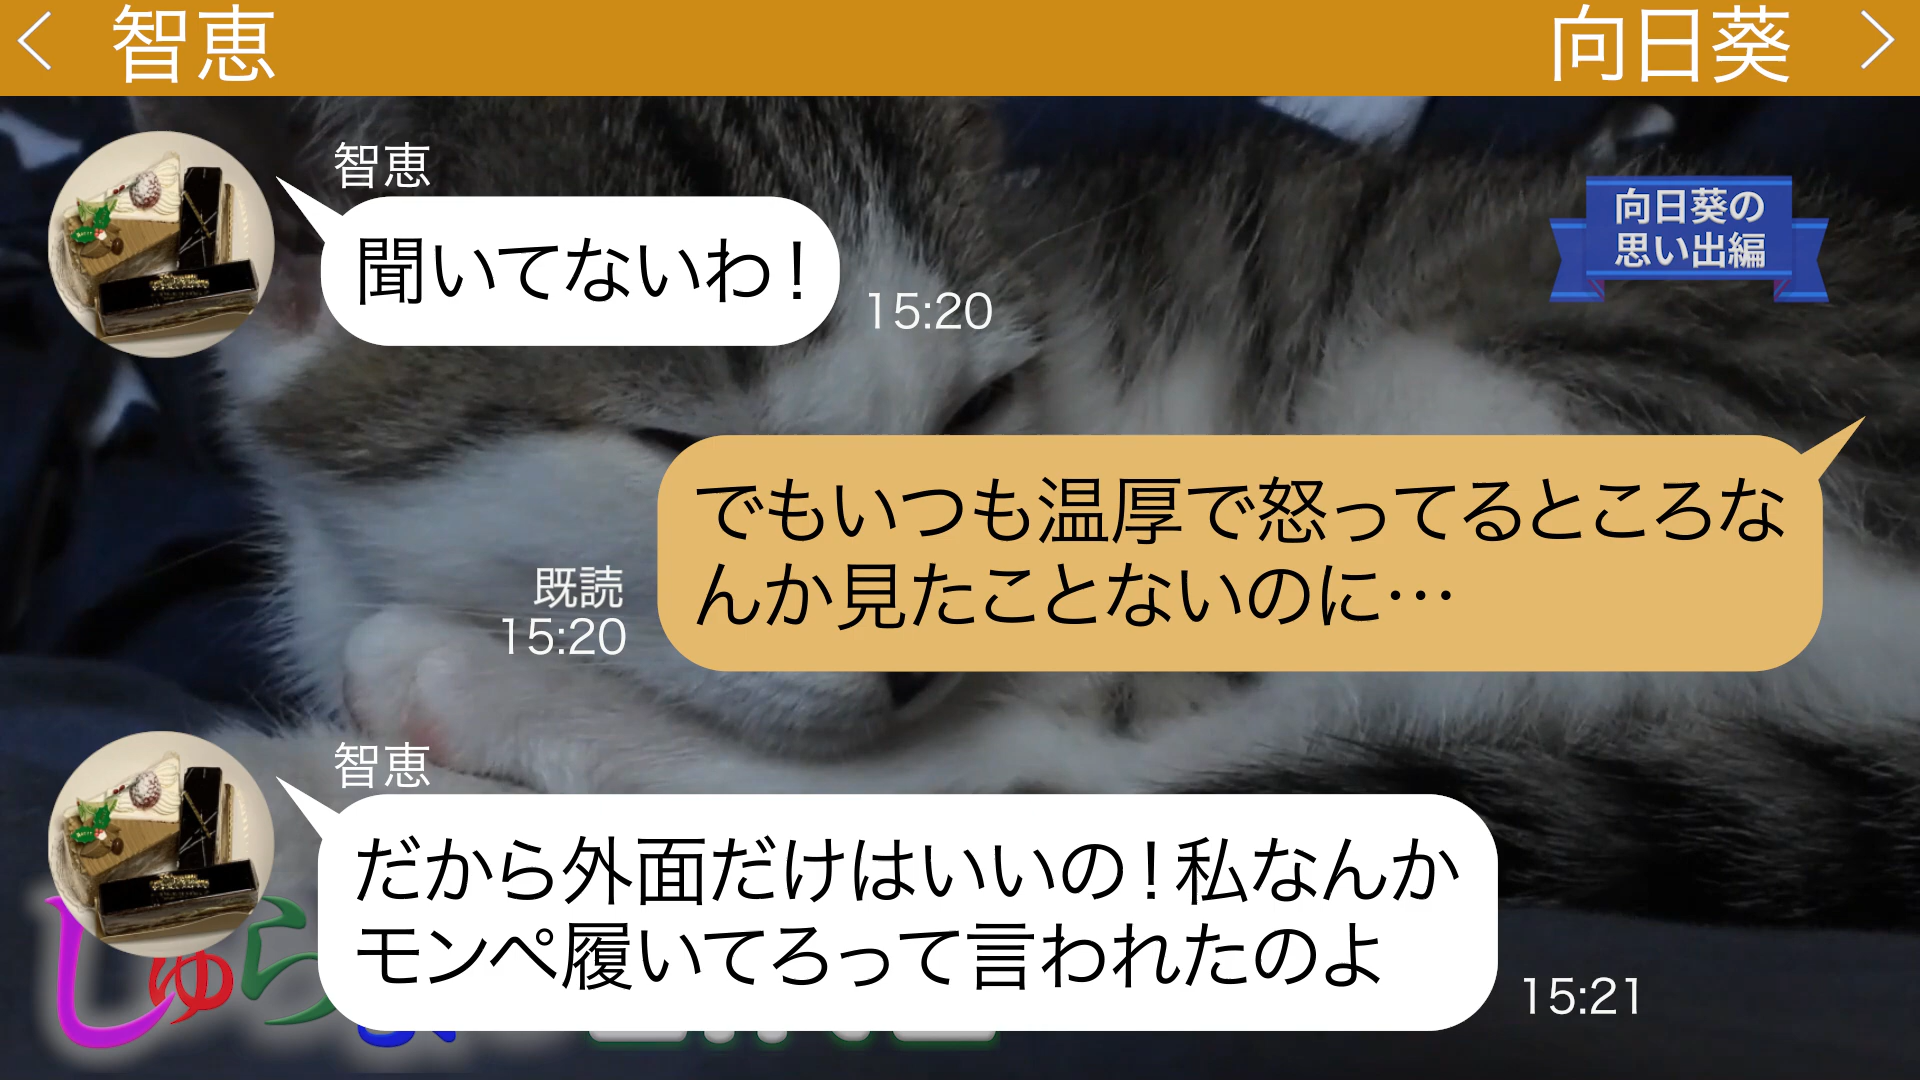 智恵
向日葵
智恵
聞いてないわ！
15:20
向日葵の
思い出編
でもいつも温厚で怒ってるところな
んか見たことないのに…
既読
15:20
智恵
だから外面だけはいいの！私なんか
モンペ履いてろって言われたのよ
15:21
しゅら